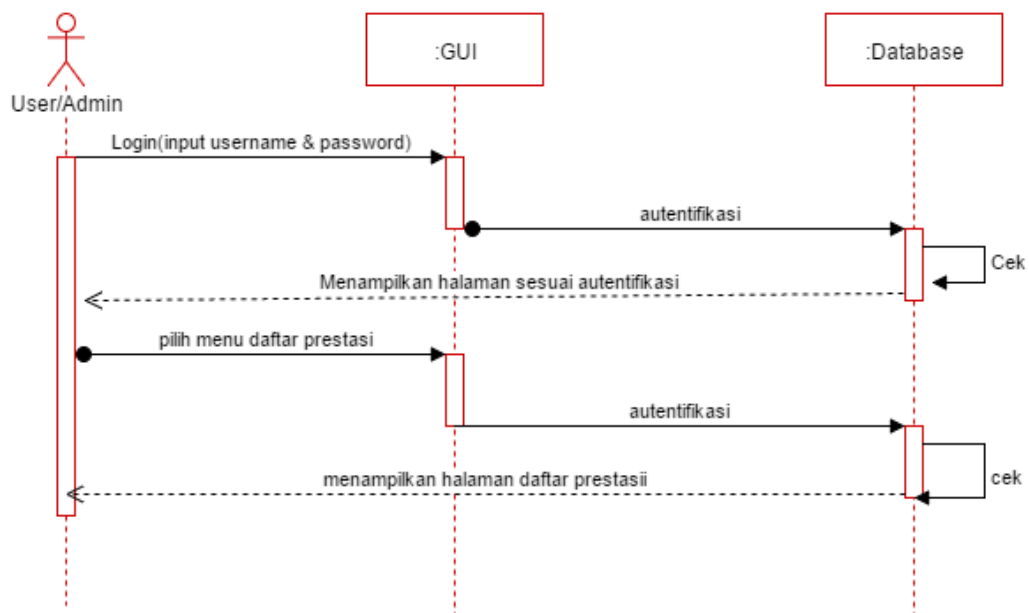 :GUI
:Database
User/Admin
Login(input username & password)
autentifikasi
Cek
Menampilkan halaman sesuai autentifikasi
pilih menu daftar prestasi
autentifikasi
cek
menampilkan halaman daftar prestasii